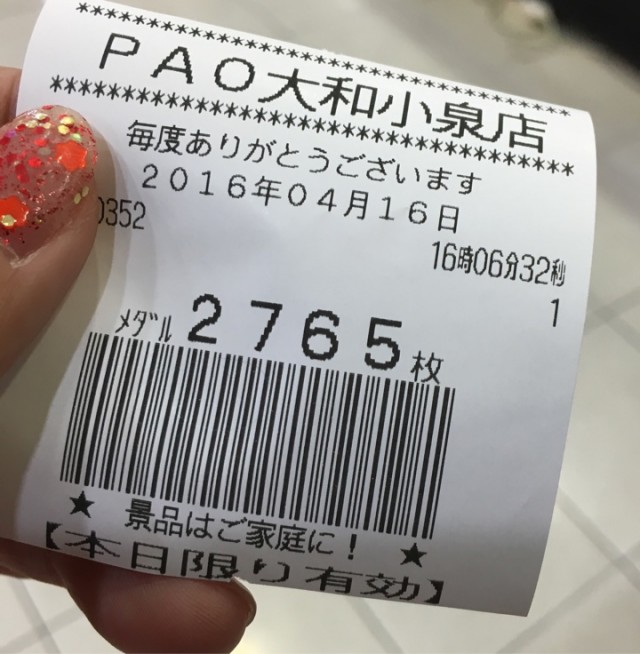 ********************************
ＰＡＯ大和小泉店
********************************
毎度ありがとうございます
２０１６年０４月１６日
0352
16時06分32秒
1
ﾒﾀﾞﾙ 2765枚
★ 景品はご家庭に！ ★
【本日限り有効】